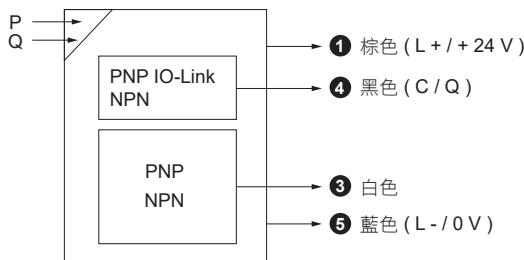 P
Q
PNP IO-Link
NPN
PNP
NPN
1 棕色 ( L + / + 24 V )
4 黑色 ( C / Q )
3 白色
5 藍色 ( L - / 0 V )